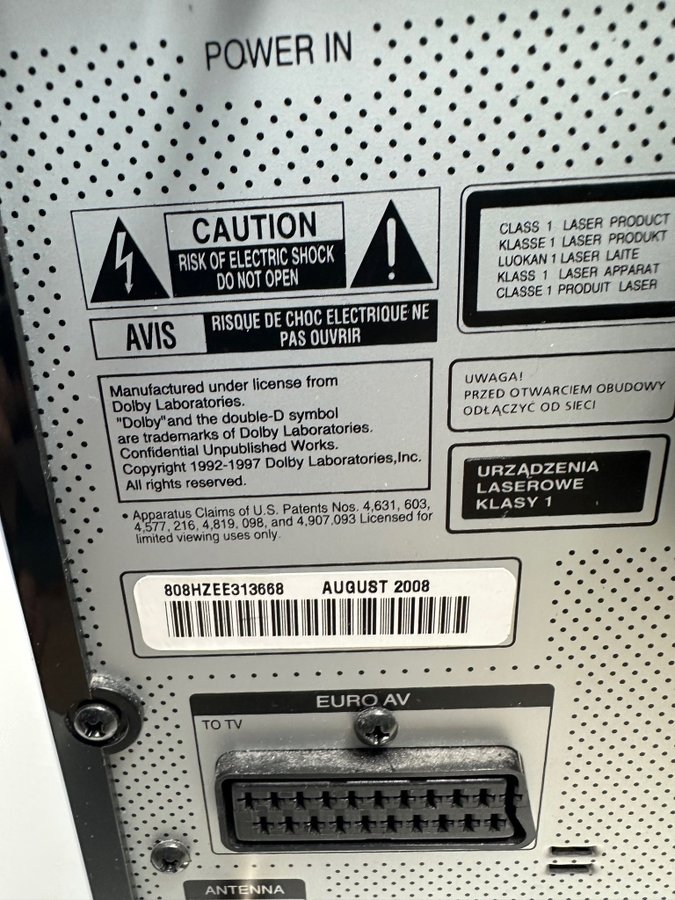 POWER IN
CAUTION
RISK OF ELECTRIC SHOCK
DO NOT OPEN
AVIS
RISQUE DE CHOC ELECTRIQUE NE
PAS OUVRIR
CLASS 1 LASER PRODUCT
KLASSE 1 LASER PRODUKT
LUOKAN 1 LASER LAITE
KLASS 1 LASER APPARAT
CLASSE 1 PRODUIT LASER
Manufactured under license from
Dolby Laboratories.
"Dolby"and the double-D symbol
are trademarks of Dolby Laboratories.
Confidential Unpublished Works.
Copyright 1992-1997 Dolby Laboratories,Inc.
All rights reserved.
UWAGA!
PRZED OTWARCIEM OBUDOWY
ODŁĄCZYĆ OD SIECI
URZĄDZENIA
LASEROWE
KLASY 1
• Apparatus Claims of U.S. Patents Nos. 4,631, 603,
4,577, 216, 4,819, 098, and 4,907.093 Licensed for
limited viewing uses only.
808HZEE313668 AUGUST 2008
EURO AV
TO TV
ANTENNA